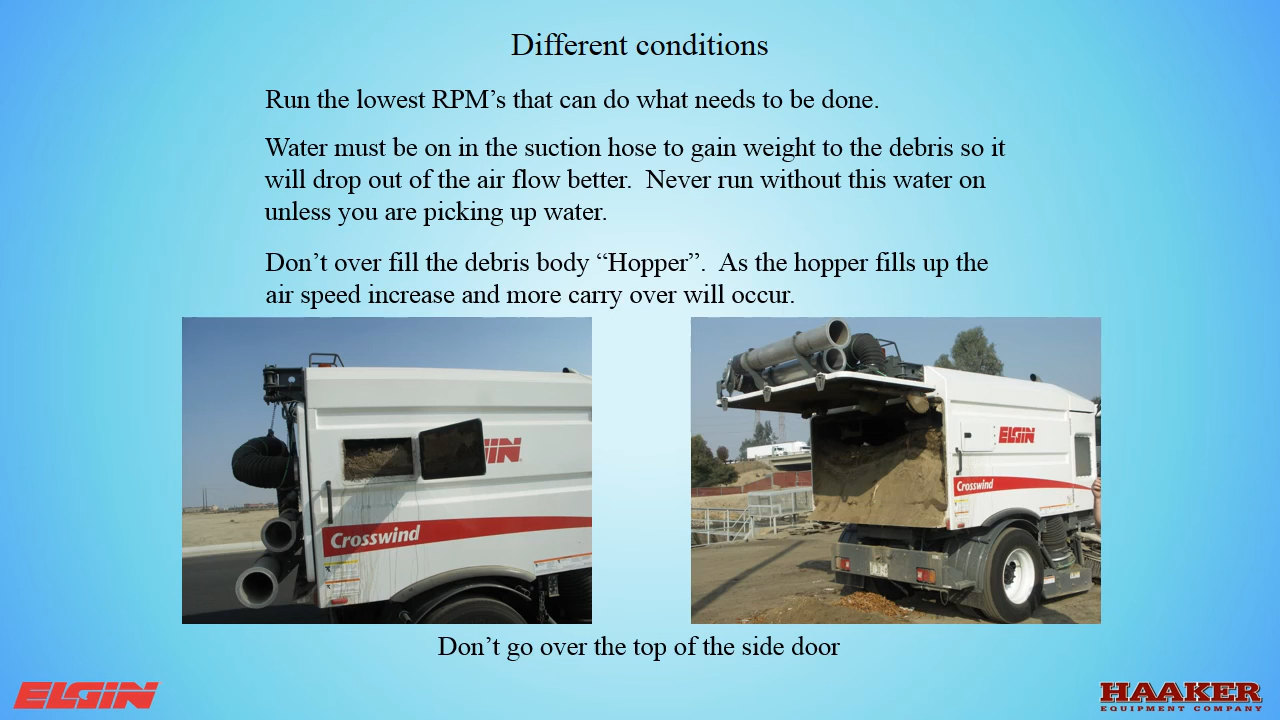 Different conditions
Run the lowest RPM’s that can do what needs to be done.
Water must be on in the suction hose to gain weight to the debris so it
will drop out of the air flow better.  Never run without this water on
unless you are picking up water.
Don’t over fill the debris body “Hopper”.  As the hopper fills up the
air speed increase and more carry over will occur.
GIN
Crosswind
ELGIN
Crosswind
Don’t go over the top of the side door
ELGIN
HAAKER
EQUIPMENT COMPANY